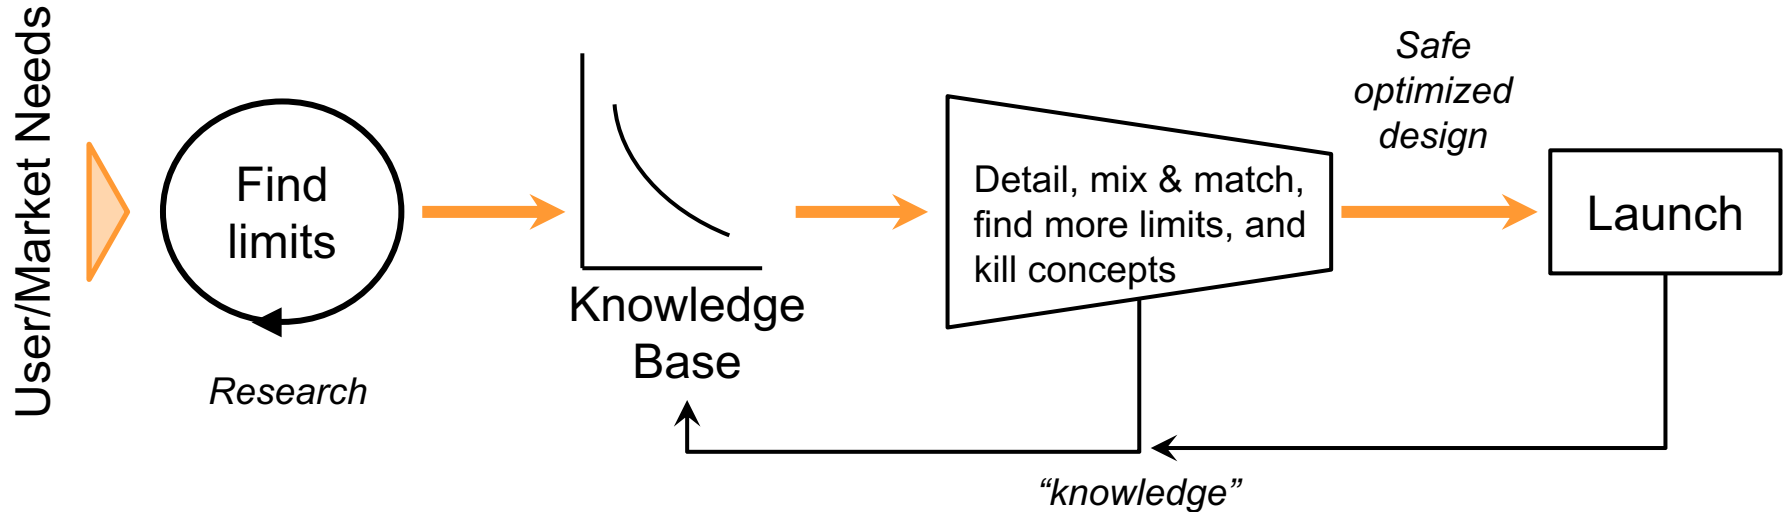 User/Market Needs
Find
limits
Research
Knowledge
Base
Detail, mix & match,
find more limits, and
kill concepts
Safe
optimized
design
Launch
“knowledge”